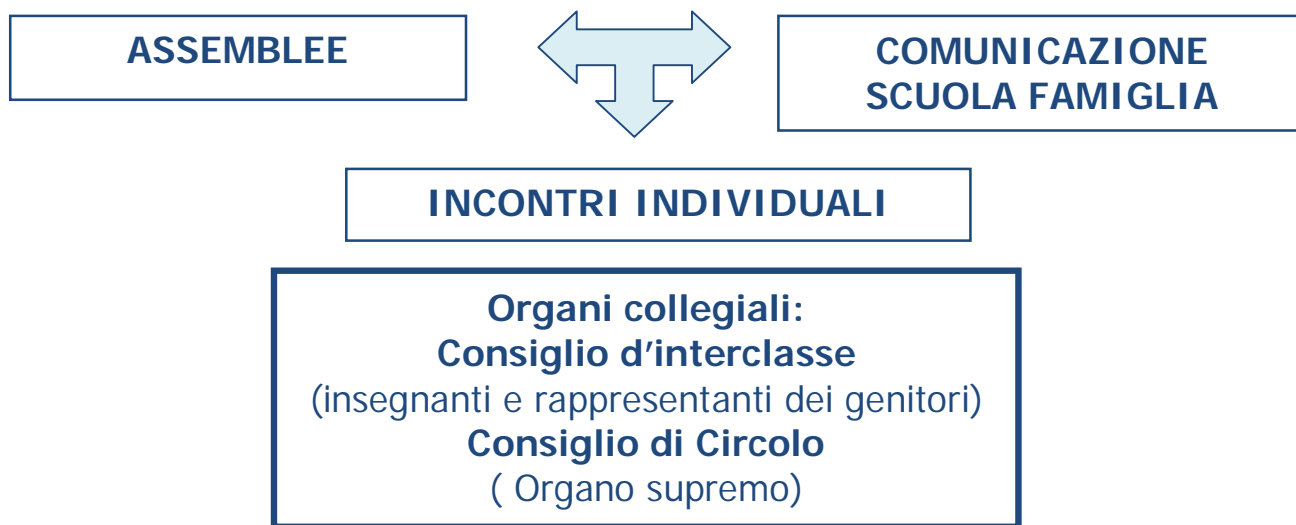 ASSEMBLEE
COMUNICAZIONE
SCUOLA FAMIGLIA
INCONTRI INDIVIDUALI
Organi collegiali:
Consiglio d'interclasse
(insegnanti e rappresentanti dei genitori)
Consiglio di Circolo
( Organo supremo)